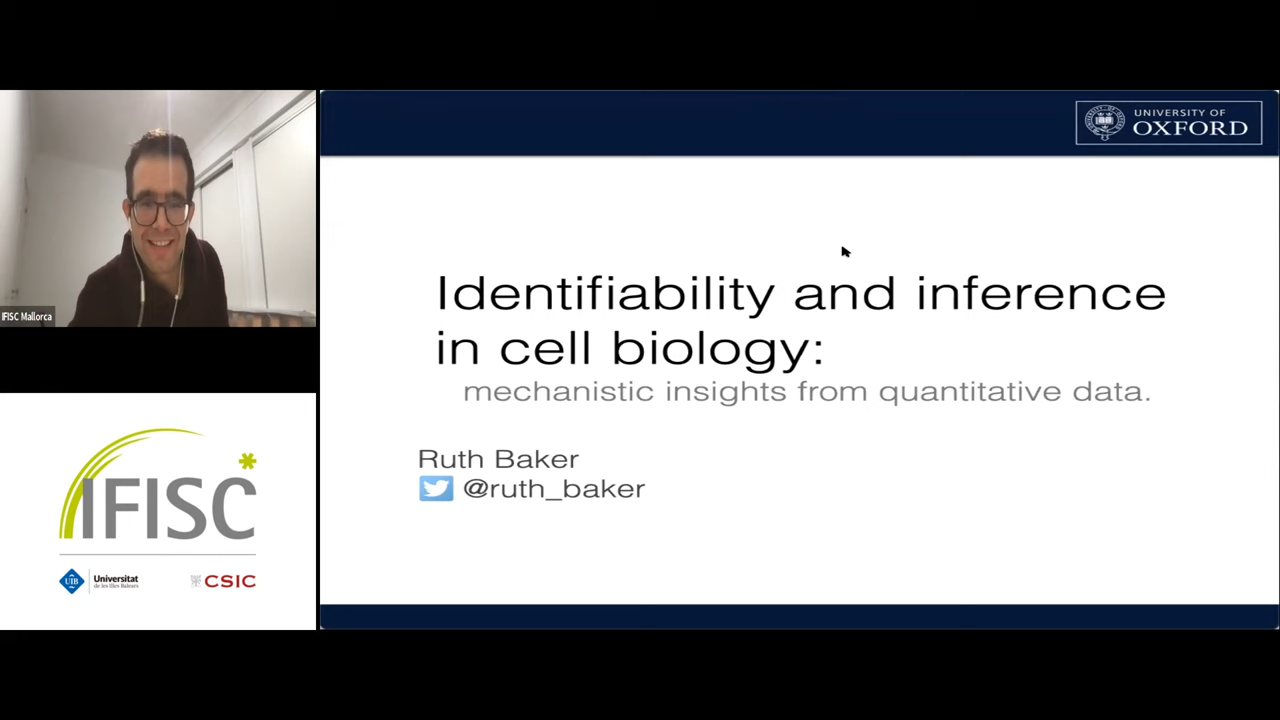 IFISC Mallorca
UNIVERSITY OF
OXFORD
Identifiability and inference
in cell biology:
mechanistic insights from quantitative data.
Ruth Baker
@ruth_baker
IFISC
UIB
Universitat
de les Illes Balears
CSIC